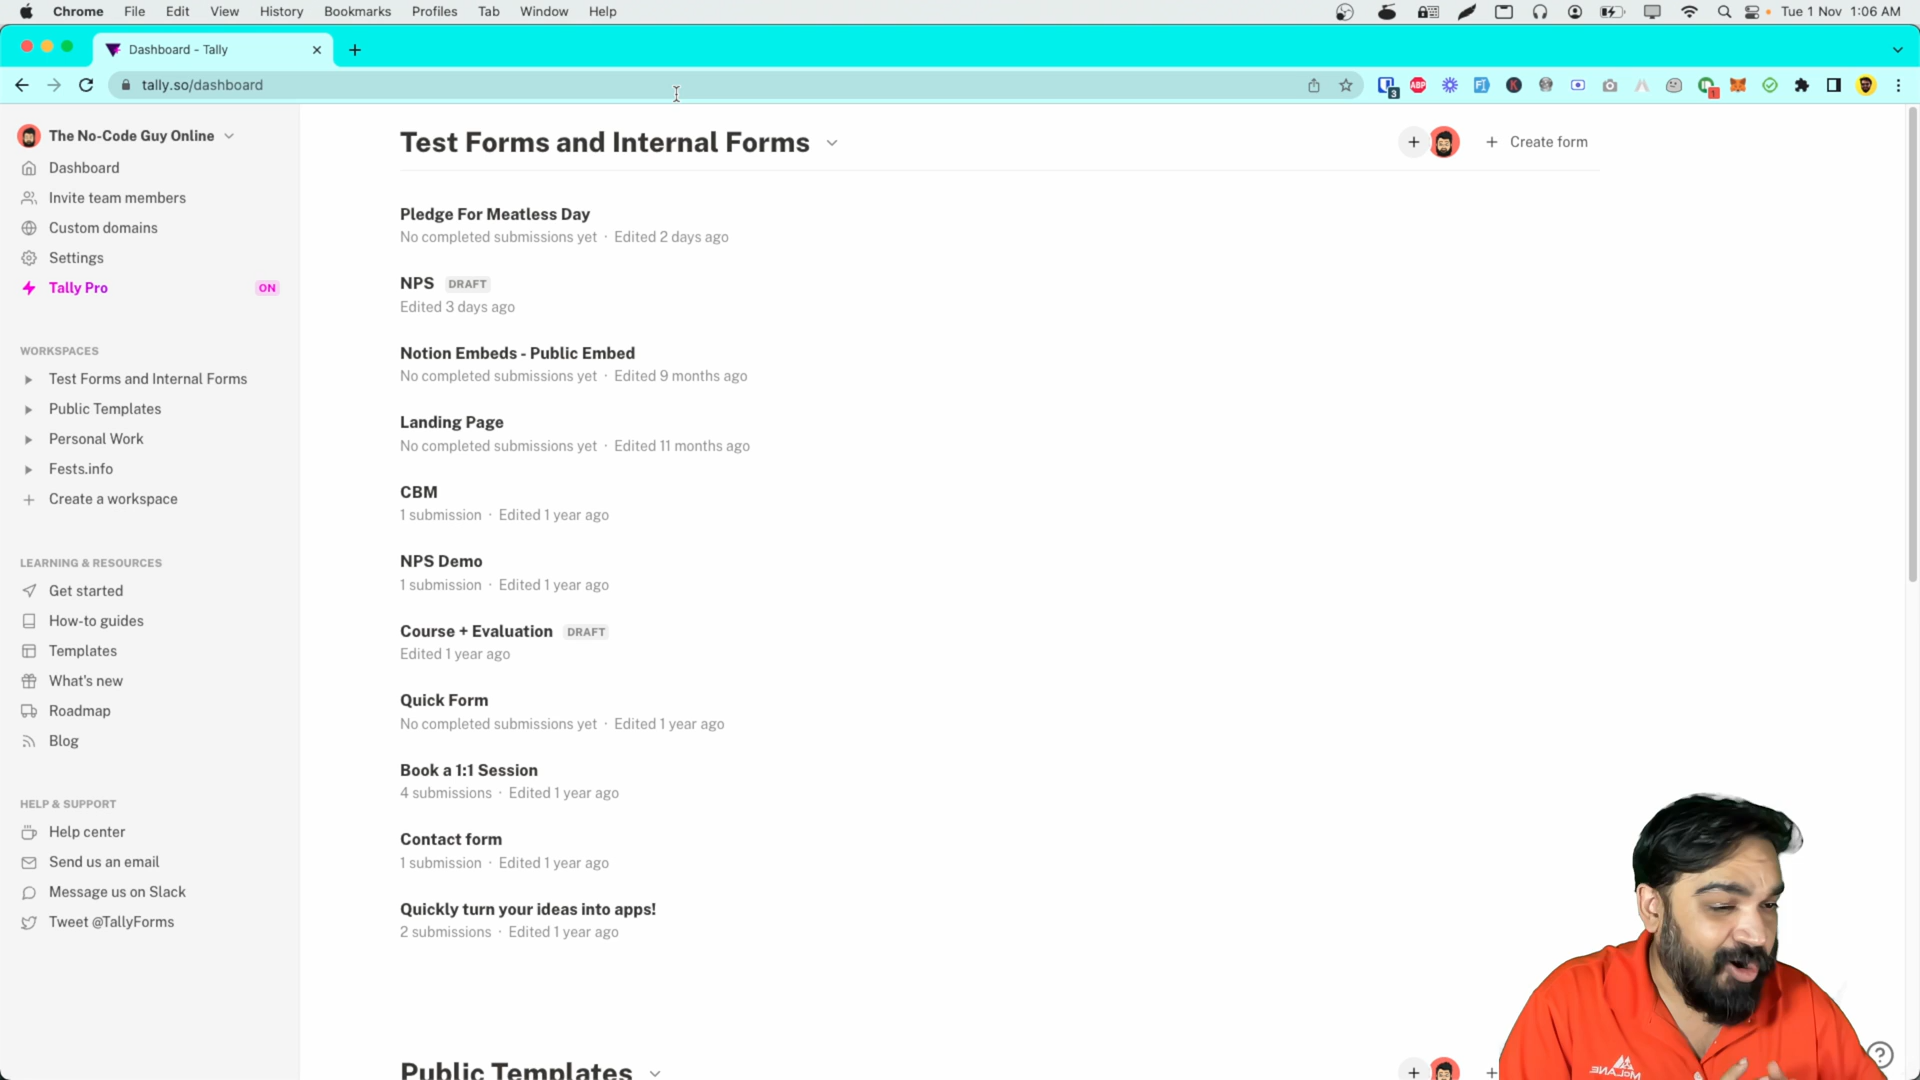 Chrome File Edit View History Bookmarks Profiles Tab Window Help
Tue 1 Nov 1:06 AM
Dashboard - Tally
tally.so/dashboard
3
ABP
1
The No-Code Guy Online
Dashboard
Invite team members
Custom domains
Settings
Tally Pro ON
WORKSPACES
Test Forms and Internal Forms
Public Templates
Personal Work
Fests.info
Create a workspace
LEARNING & RESOURCES
Get started
How-to guides
Templates
What's new
Roadmap
Blog
HELP & SUPPORT
Help center
Send us an email
Message us on Slack
Tweet @TallyForms
Test Forms and Internal Forms
+ + Create form
Pledge For Meatless Day
No completed submissions yet · Edited 2 days ago
NPS DRAFT
Edited 3 days ago
Notion Embeds - Public Embed
No completed submissions yet · Edited 9 months ago
Landing Page
No completed submissions yet · Edited 11 months ago
CBM
1 submission · Edited 1 year ago
NPS Demo
1 submission · Edited 1 year ago
Course + Evaluation DRAFT
Edited 1 year ago
Quick Form
No completed submissions yet · Edited 1 year ago
Book a 1:1 Session
4 submissions · Edited 1 year ago
Contact form
1 submission · Edited 1 year ago
Quickly turn your ideas into apps!
2 submissions · Edited 1 year ago
Public Templates
+ +
McLANE
?